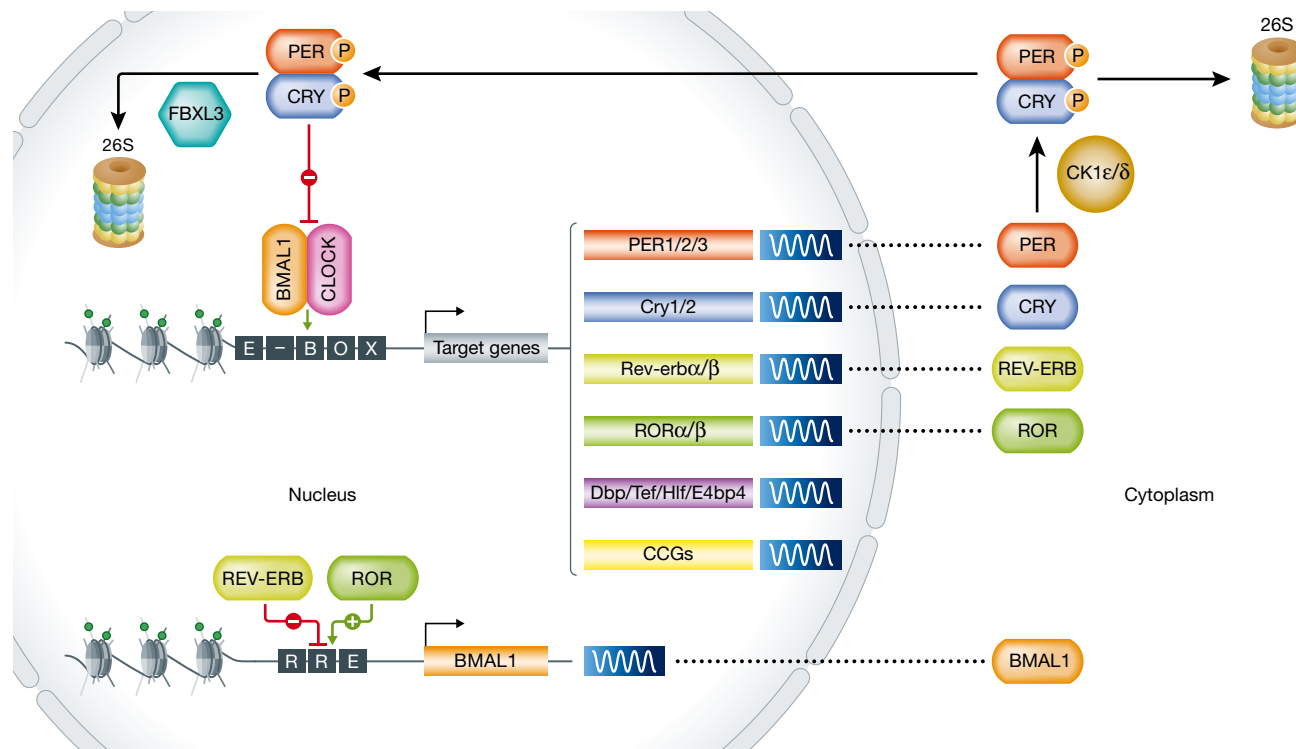 26S
PER P
PER P
CRY P
CRY P
FBXL3
26S
CK1ε/δ
BMAL1
CLOCK
PER1/2/3
PER
Cry1/2
CRY
E – B O X
Target genes
Rev-erbα/β
REV-ERB
RORα/β
ROR
Dbp/Tef/Hlf/E4bp4
Nucleus
Cytoplasm
CCGs
REV-ERB
ROR
R R E
BMAL1
BMAL1